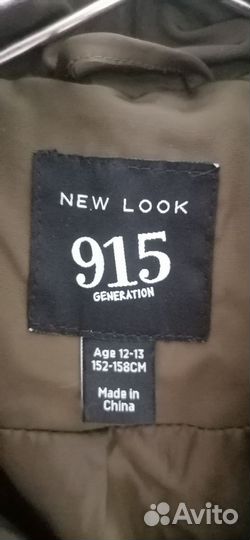 NEW LOOK
915
GENERATION
Age 12-13
152-158CM
Made in
China
Avito